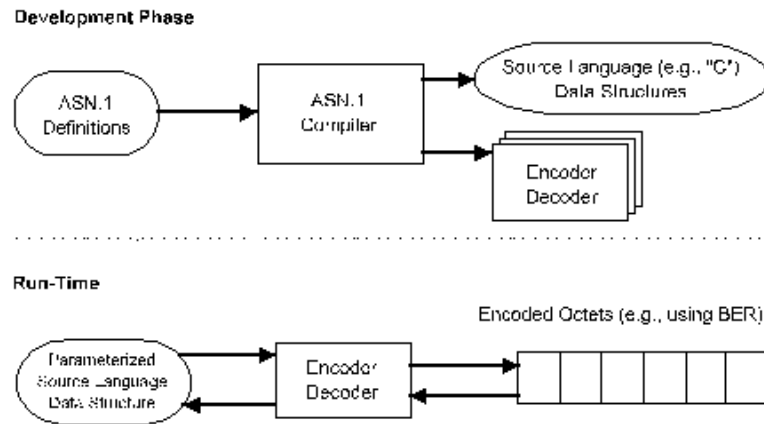 Development Phase
ASN.1
Definitions
ASN.1
Compiler
Source Language (e.g., "C")
Data Structures
Encoder
Decoder
Run-Time
Encoded Octets (e.g., using BER)
Parameterized
Source Language
Data Structure
Encoder
Decoder